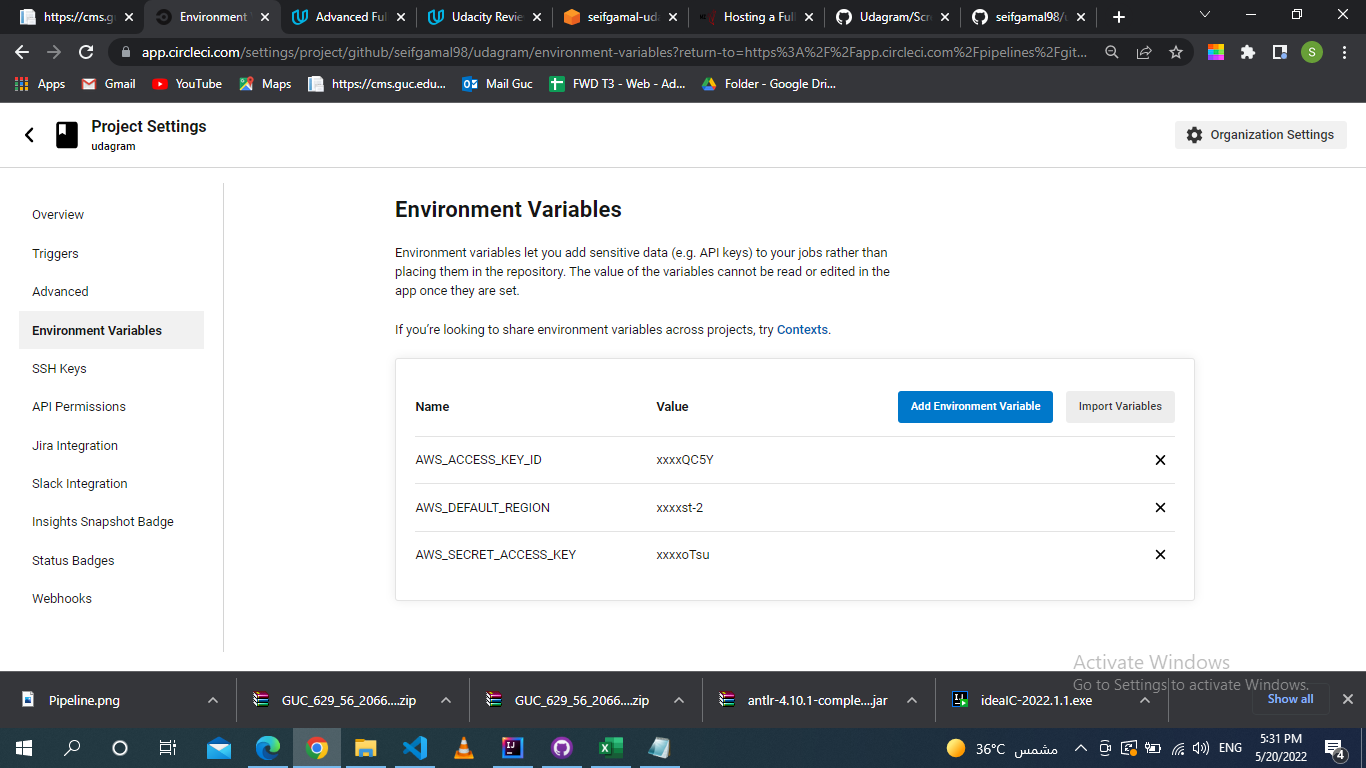 https://cms.g
Environment
Advanced Ful
Udacity Revie
seifgamal-uda
Hosting a Full
Udagram/Scre
seifgamal98/u
app.circleci.com/settings/project/github/seifgamal98/udagram/environment-variables?return-to=https%3A%2F%2Fapp.circleci.com%2Fpipelines%2Fgit...
S
Apps
Gmail
YouTube
Maps
https://cms.guc.edu...
Mail Guc
FWD T3 - Web - Ad...
Folder - Google Dri...
Project Settings
udagram
Organization Settings
Overview
Triggers
Advanced
Environment Variables
SSH Keys
API Permissions
Jira Integration
Slack Integration
Insights Snapshot Badge
Status Badges
Webhooks
Environment Variables
Environment variables let you add sensitive data (e.g. API keys) to your jobs rather than
placing them in the repository. The value of the variables cannot be read or edited in the
app once they are set.
If you're looking to share environment variables across projects, try Contexts.
Name Value Add Environment Variable Import Variables
AWS_ACCESS_KEY_ID xxxxQC5Y
AWS_DEFAULT_REGION xxxxst-2
AWS_SECRET_ACCESS_KEY xxxxoTsu
Activate Windows
Go to Settings to activate Windows.
Pipeline.png
GUC_629_56_2066....zip
GUC_629_56_2066....zip
antlr-4.10.1-comple....jar
ideaIC-2022.1.1.exe
Show all
36°C مشمس
ENG
5:31 PM
5/20/2022
4